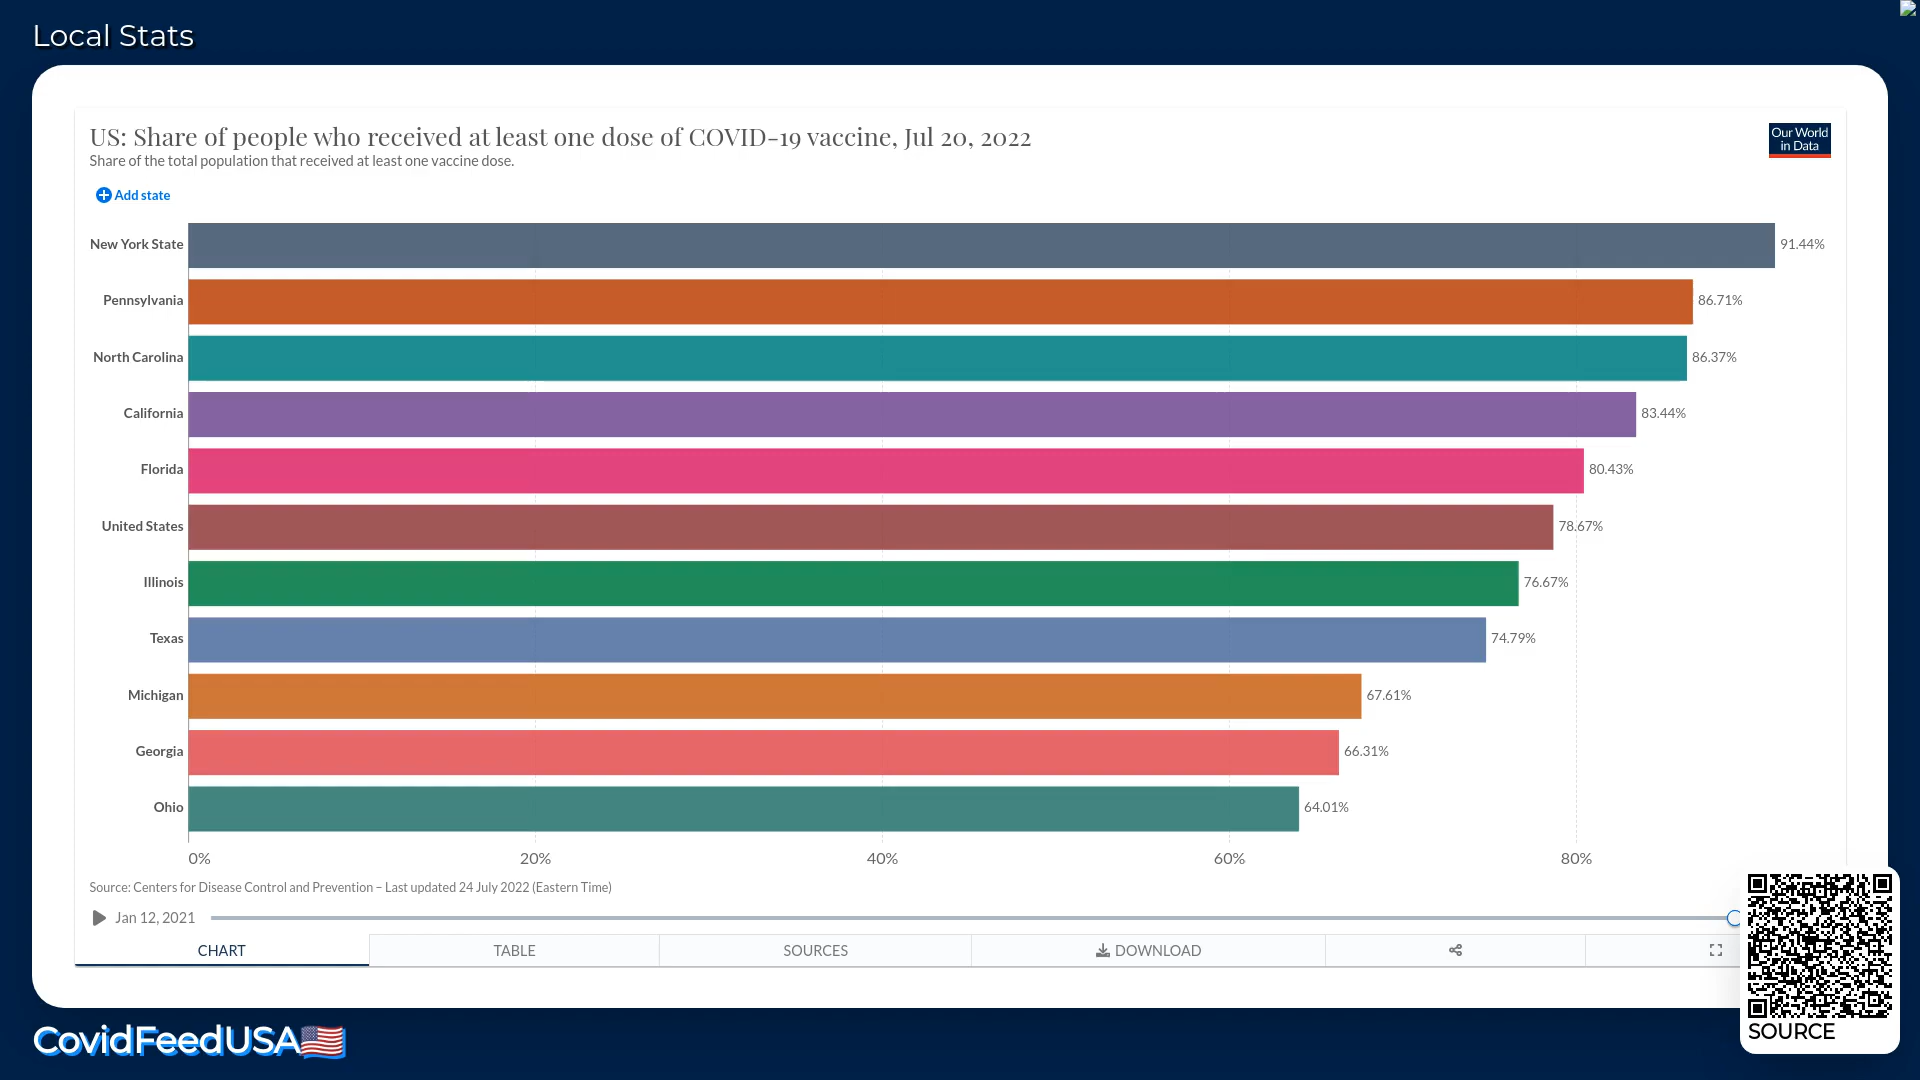 Local Stats
US: Share of people who received at least one dose of COVID-19 vaccine, Jul 20, 2022
Share of the total population that received at least one vaccine dose.
Our World
in Data
Add state
New York State 91.44%
Pennsylvania 86.71%
North Carolina 86.37%
California 83.44%
Florida 80.43%
United States 78.67%
Illinois 76.67%
Texas 74.79%
Michigan 67.61%
Georgia 66.31%
Ohio 64.01%
0% 20% 40% 60% 80%
Source: Centers for Disease Control and Prevention – Last updated 24 July 2022 (Eastern Time)
Jan 12, 2021
CHART TABLE SOURCES DOWNLOAD
SOURCE
CovidFeedUSA